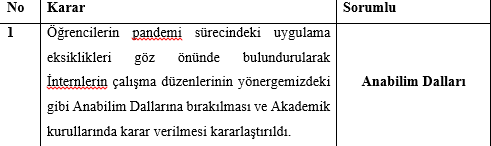 No Karar Sorumlu
1 Öğrencilerin pandemi sürecindeki uygulama
eksiklikleri göz önünde bulundurularak
İnternlerin çalışma düzenlerinin yönergemizdeki Anabilim Dalları
gibi Anabilim Dallarına bırakılması ve Akademik
kurullarında karar verilmesi kararlaştırıldı.